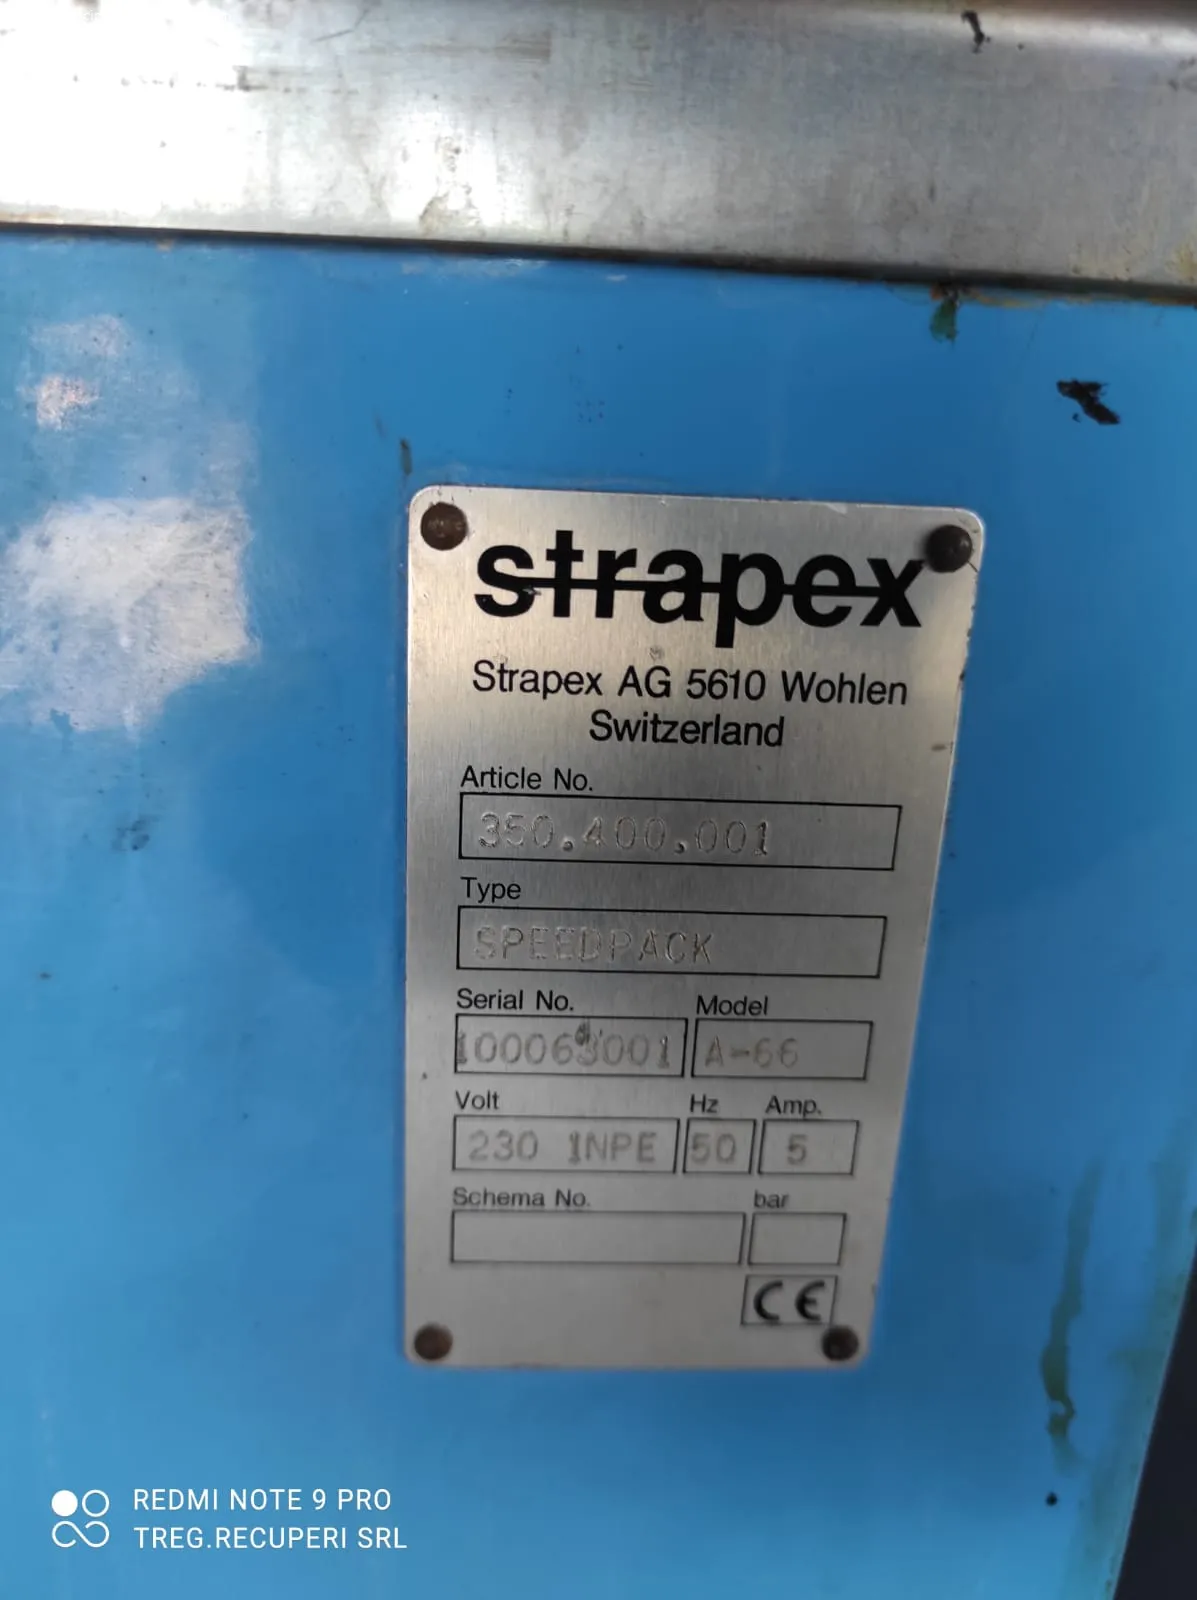 strapex
Strapex AG 5610 Wohlen
Switzerland
Article No.
350.400.001
Type
SPEEDPACK
Serial No. Model
100063001 A-66
Volt Hz Amp.
230 1NPE 50 5
Schema No. bar
CE
REDMI NOTE 9 PRO
TREG.RECUPERI SRL